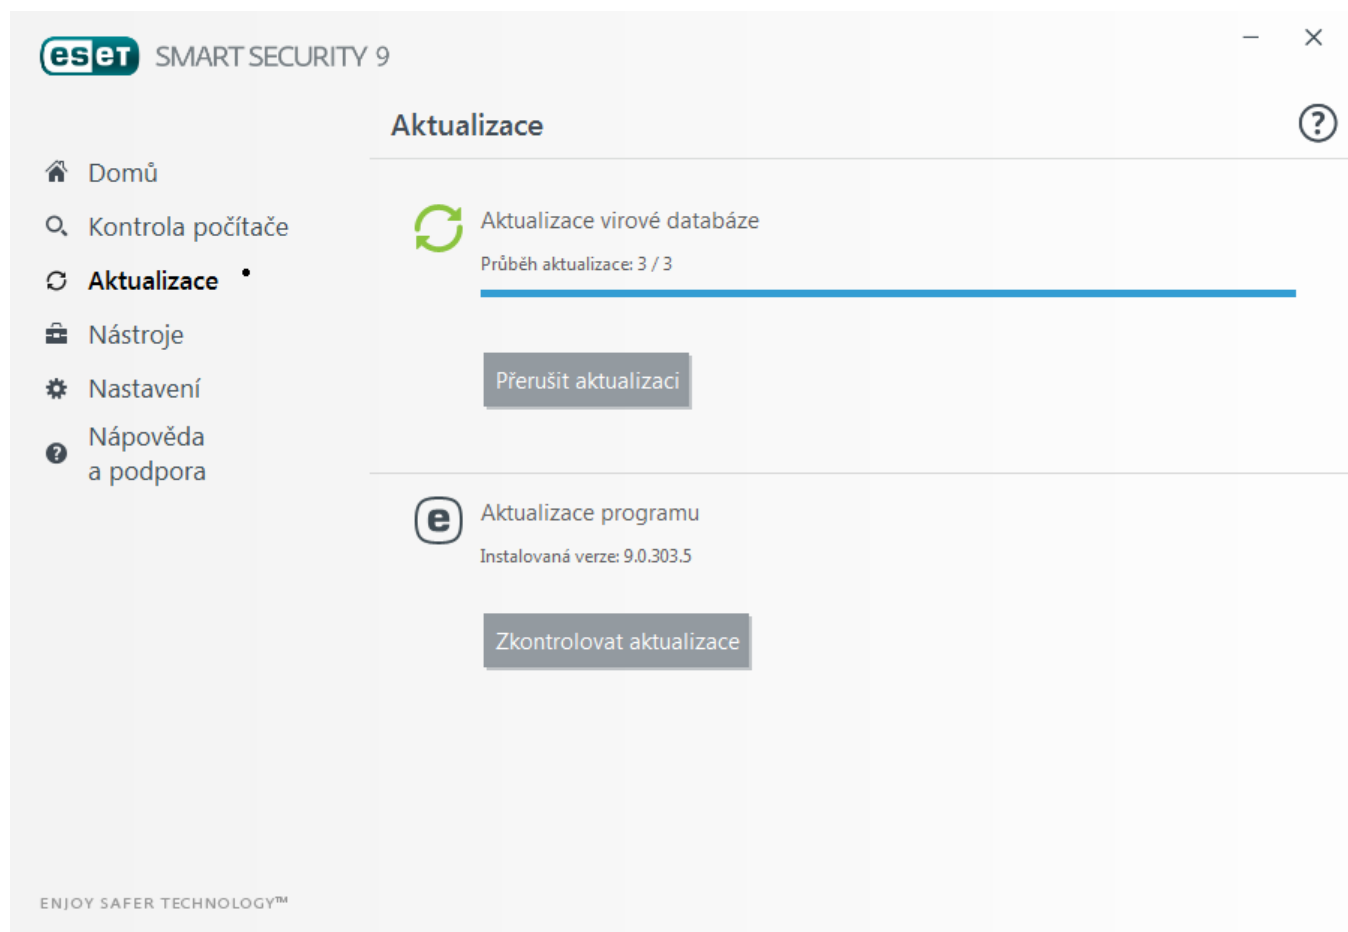 eset SMART SECURITY 9
Aktualizace
Domů
Kontrola počítače
Aktualizace
Nástroje
Nastavení
Nápověda
a podpora
Aktualizace virové databáze
Průběh aktualizace: 3 / 3
Přerušit aktualizaci
Aktualizace programu
Instalovaná verze: 9.0.303.5
Zkontrolovat aktualizace
ENJOY SAFER TECHNOLOGY™